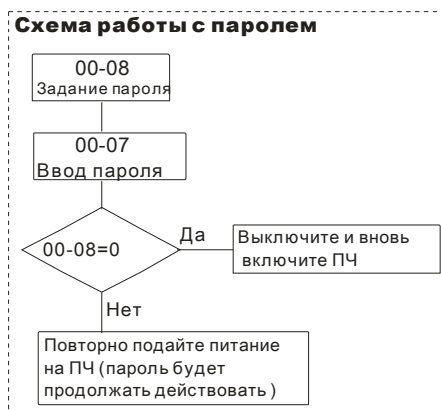 Схема работы с паролем
00-08
Задание пароля
00-07
Ввод пароля
00-08=0
Да
Выключите и вновь
включите ПЧ
Нет
Повторно подайте питание
на ПЧ (пароль будет
продолжать действовать )